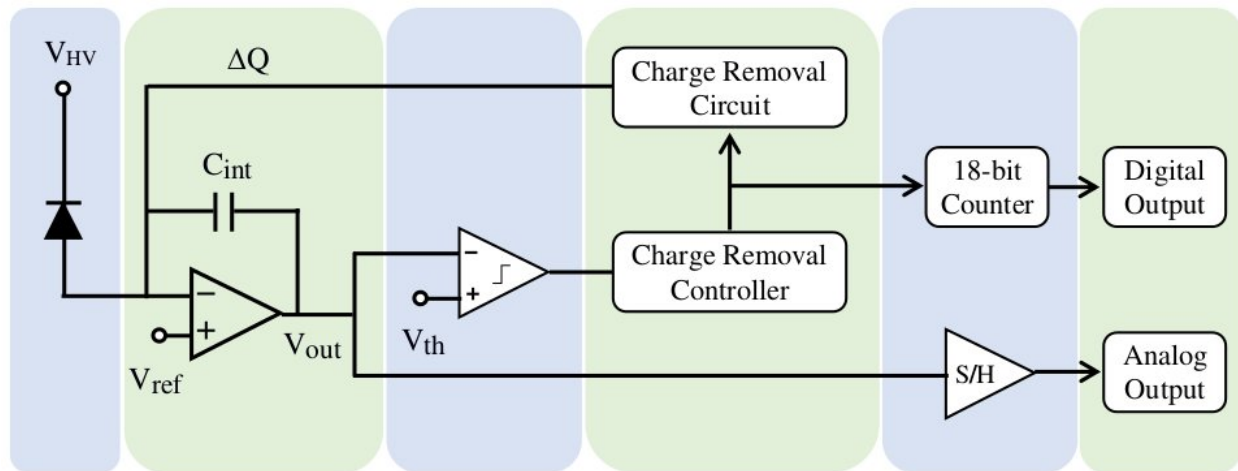 V_HV
ΔQ
Charge Removal
Circuit
C_int
18-bit
Counter
Digital
Output
−
+
V_ref
V_out
−
+
V_th
Charge Removal
Controller
S/H
Analog
Output